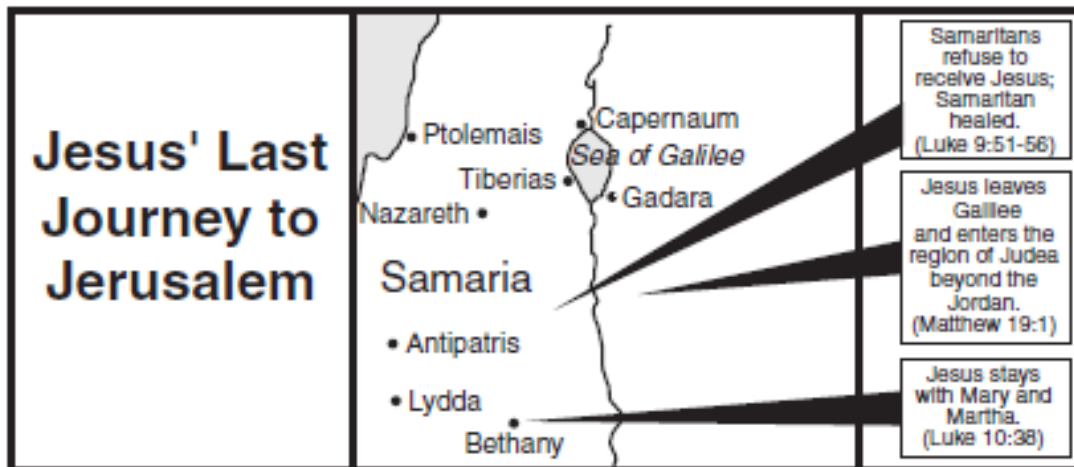 Jesus' Last
Journey to
Jerusalem
Ptolemais
Capernaum
Sea of Galilee
Tiberias
Gadara
Nazareth
Samaria
Antipatris
Lydda
Bethany
Samaritans
refuse to
receive Jesus;
Samaritan
healed.
(Luke 9:51-56)
Jesus leaves
Galilee
and enters the
region of Judea
beyond the
Jordan.
(Matthew 19:1)
Jesus stays
with Mary and
Martha.
(Luke 10:38)